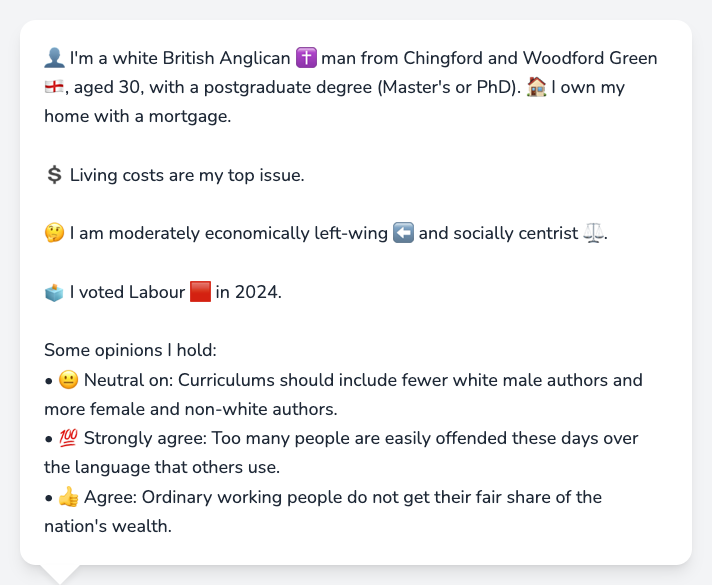 👤 I'm a white British Anglican ✝️ man from Chingford and Woodford Green
🏴󠁧󠁢󠁥󠁮󠁧󠁿, aged 30, with a postgraduate degree (Master's or PhD). 🏠 I own my
home with a mortgage.
💲 Living costs are my top issue.
🤔 I am moderately economically left-wing ⬅️ and socially centrist ⚖️.
🗳️ I voted Labour 🟥 in 2024.
Some opinions I hold:
• 😐 Neutral on: Curriculums should include fewer white male authors and
more female and non-white authors.
• 💯 Strongly agree: Too many people are easily offended these days over
the language that others use.
• 👍 Agree: Ordinary working people do not get their fair share of the
nation's wealth.